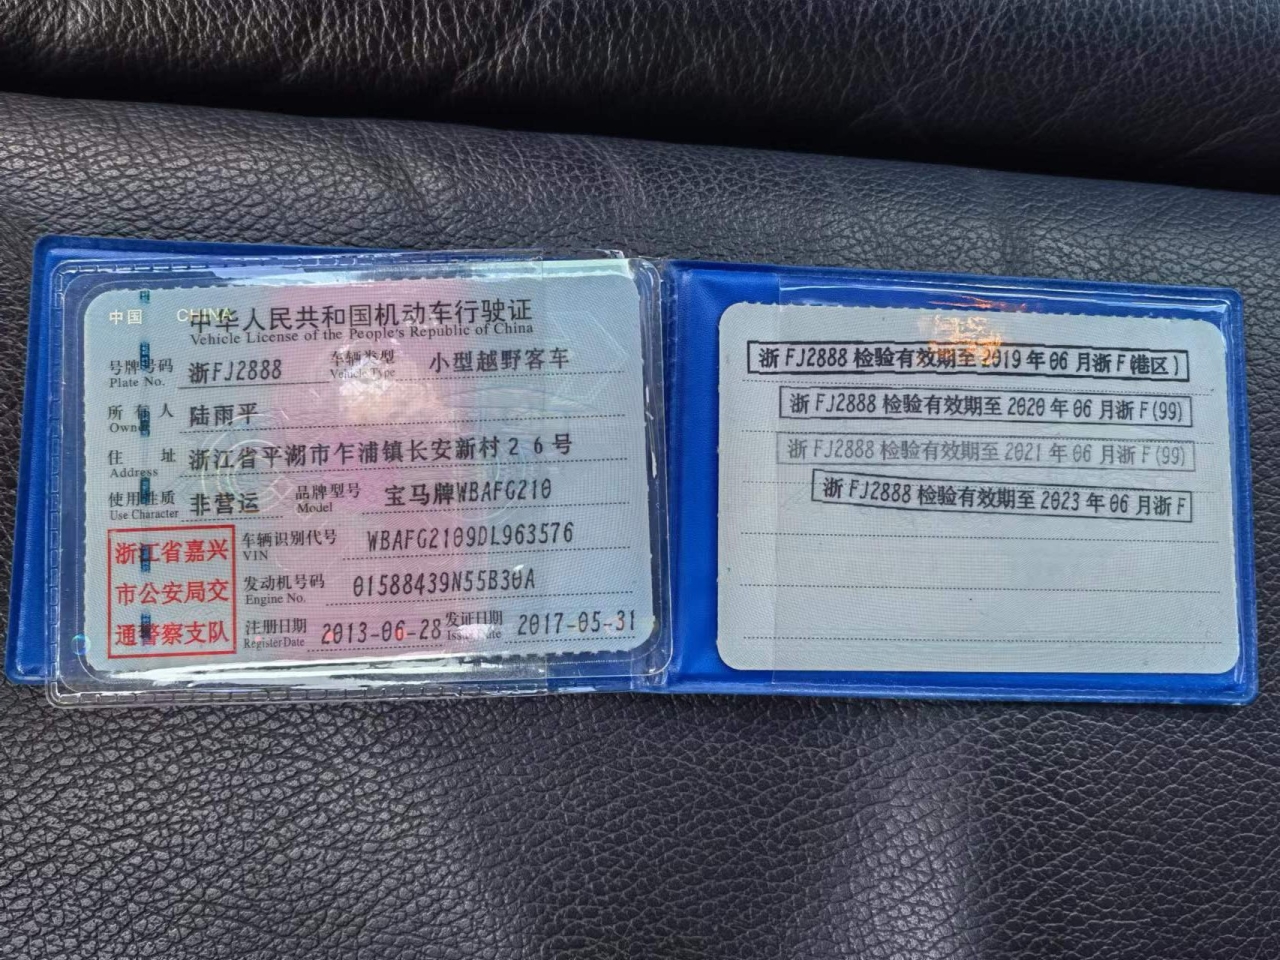 中国 CHINA
中华人民共和国机动车行驶证
Vehicle License of the People's Republic of China
号牌号码 浙FJ2888 车辆类型 小型越野客车
Plate No. Vehicle Type
所有人 陆雨平
Owner
住址 浙江省平湖市乍浦镇长安新村26号
Address
使用性质 非营运 品牌型号 宝马牌WBAFG210
Use Character Model
浙江省嘉兴
市公安局交
通警察支队
车辆识别代号 WBAFG2109DL963576
VIN
发动机号码 01588439N55B30A
Engine No.
注册日期 2013-06-28 发证日期 2017-05-31
Register Date Issue Date
浙FJ2888检验有效期至2019年06月浙F(港区)
浙FJ2888检验有效期至2020年06月浙F(99)
浙FJ2888检验有效期至2021年06月浙F(99)
浙FJ2888检验有效期至2023年06月浙F